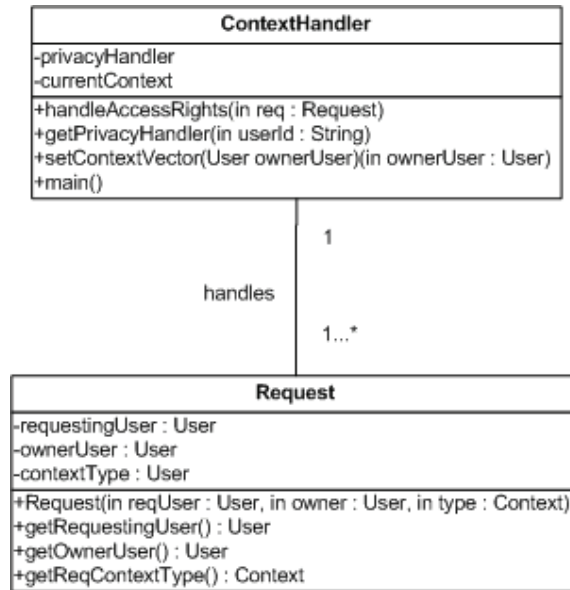 ContextHandler
-privacyHandler
-currentContext
+handleAccessRights(in req : Request)
+getPrivacyHandler(in userId : String)
+setContextVector(User ownerUser)(in ownerUser : User)
+main()
1
handles
1...*
Request
-requestingUser : User
-ownerUser : User
-contextType : User
+Request(in reqUser : User, in owner : User, in type : Context)
+getRequestingUser() : User
+getOwnerUser() : User
+getReqContextType() : Context